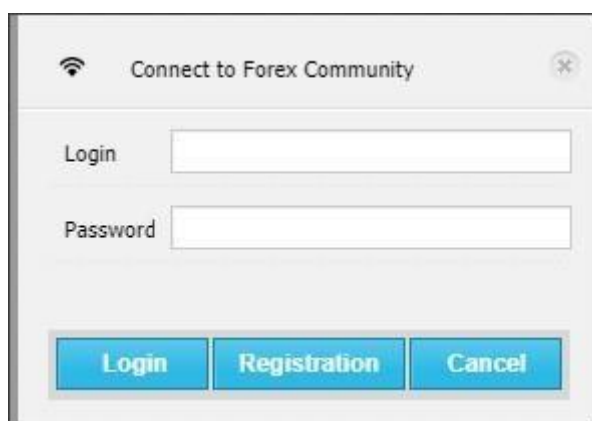 Connect to Forex Community
Login
Password
Login Registration Cancel